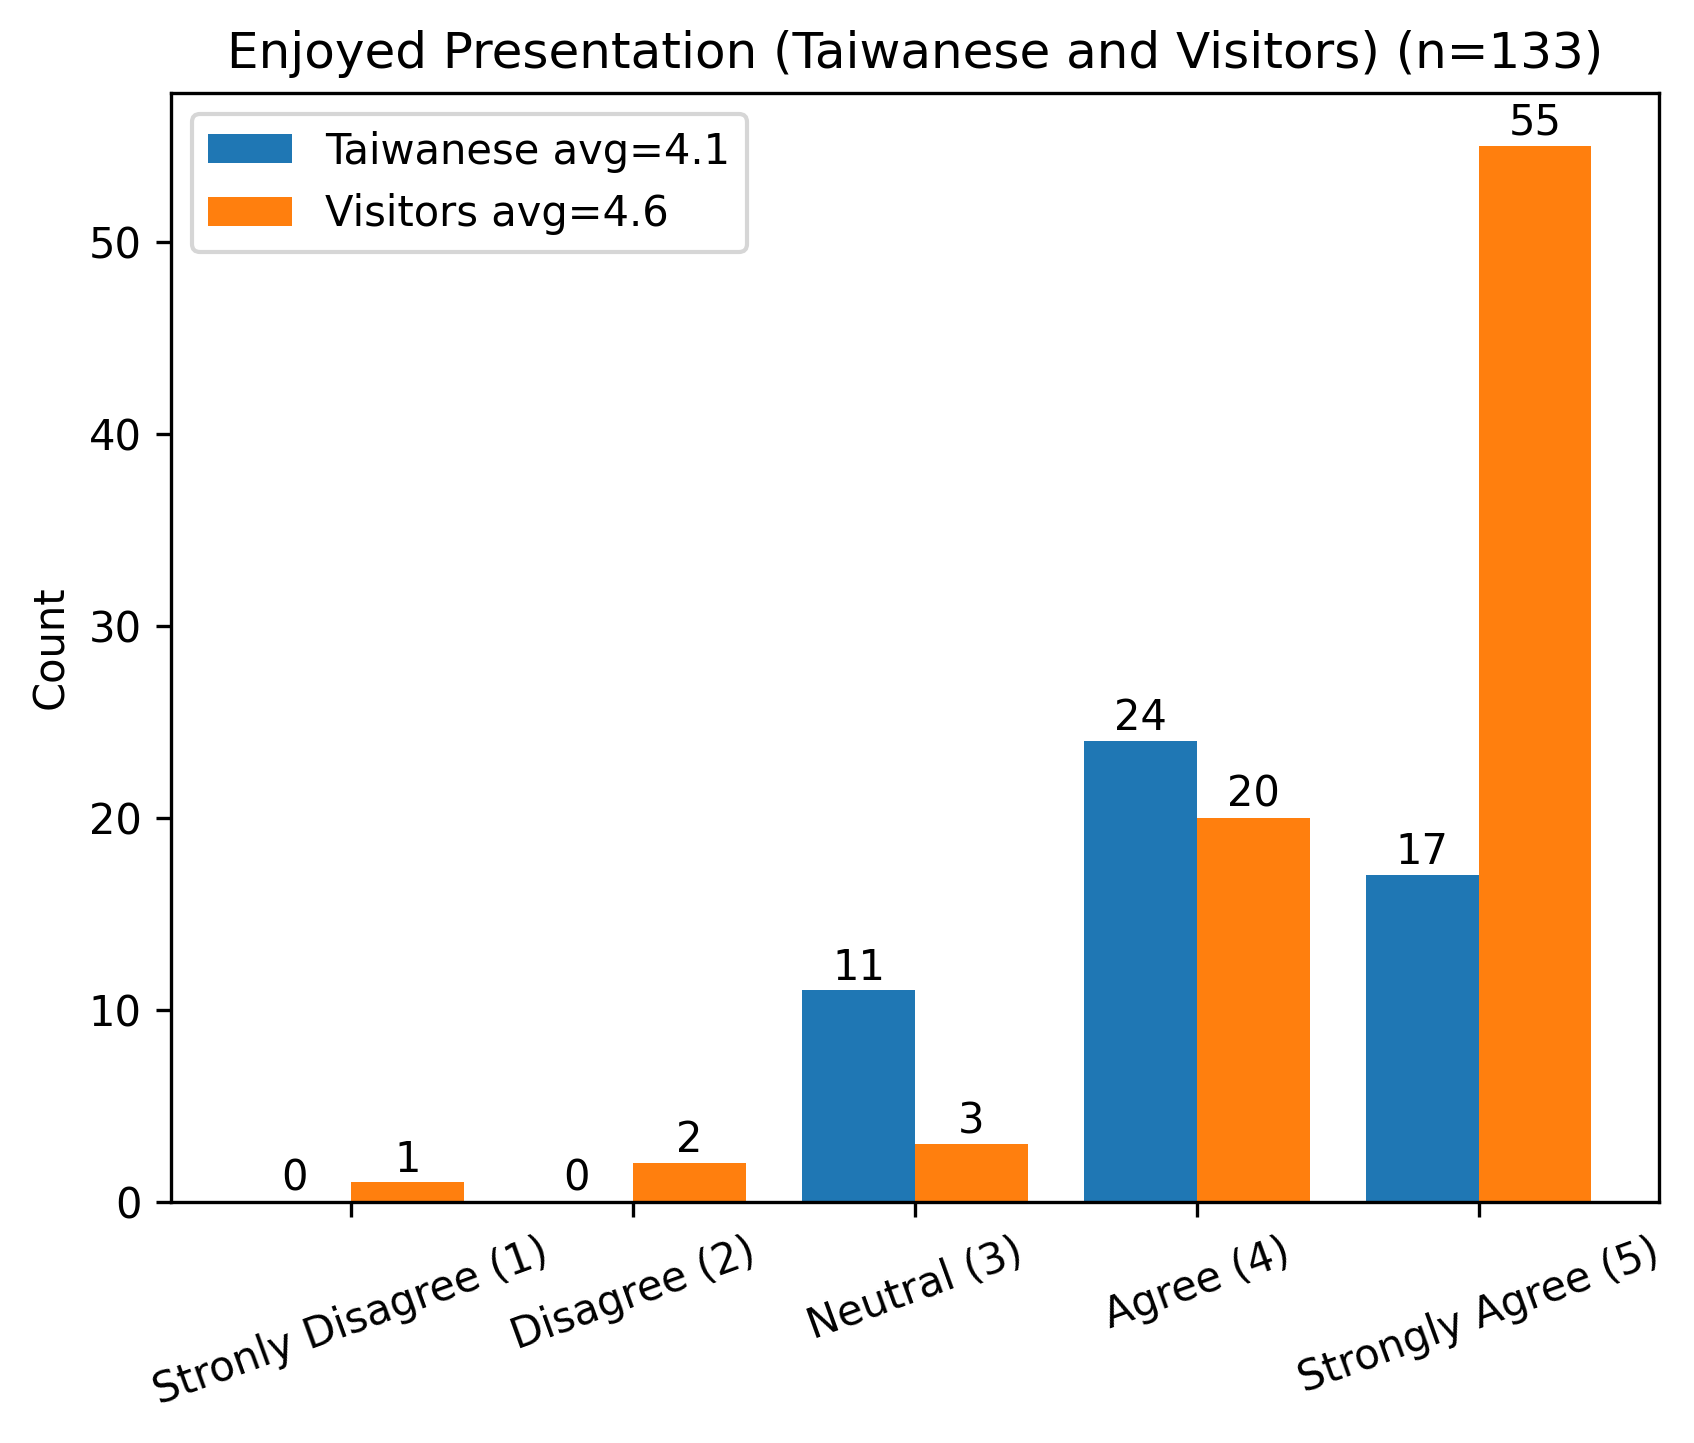 Enjoyed Presentation (Taiwanese and Visitors) (n=133)
Taiwanese avg=4.1
Visitors avg=4.6
Count
50
40
30
20
10
0
0
1
0
2
11
3
24
20
17
55
Stronly Disagree (1)
Disagree (2)
Neutral (3)
Agree (4)
Strongly Agree (5)